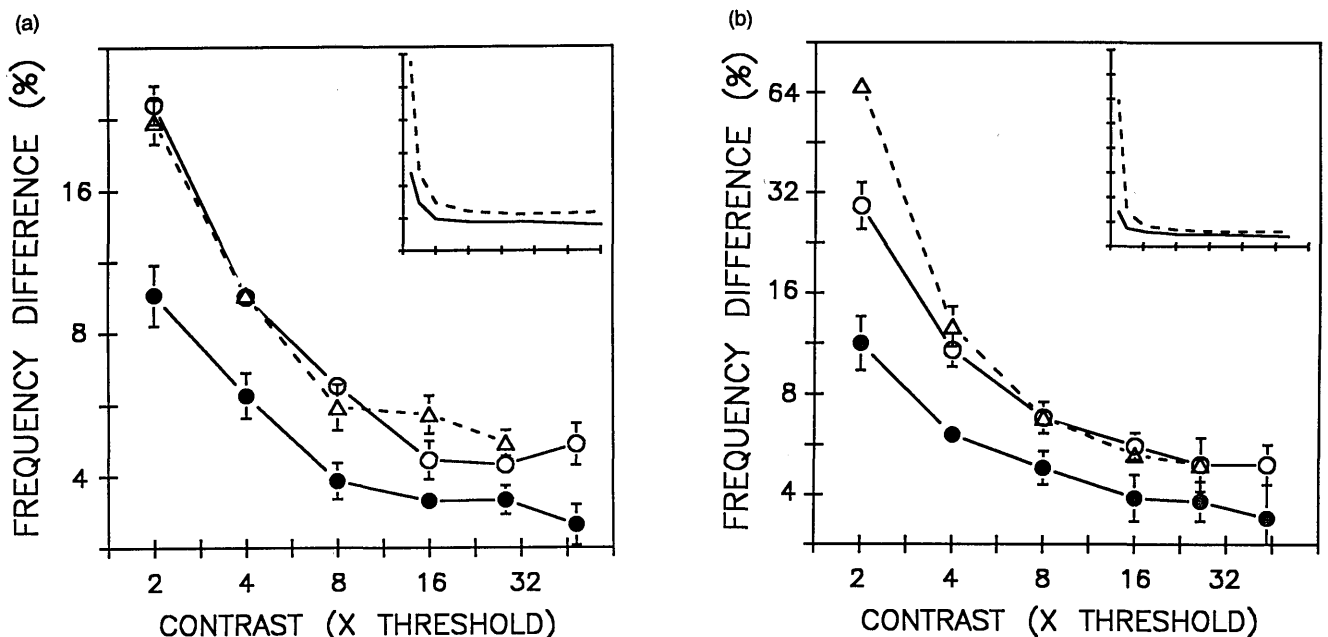 (a)
FREQUENCY DIFFERENCE (%)
16
8
4
2 4 8 16 32
CONTRAST (X THRESHOLD)
(b)
FREQUENCY DIFFERENCE (%)
64
32
16
8
4
2 4 8 16 32
CONTRAST (X THRESHOLD)